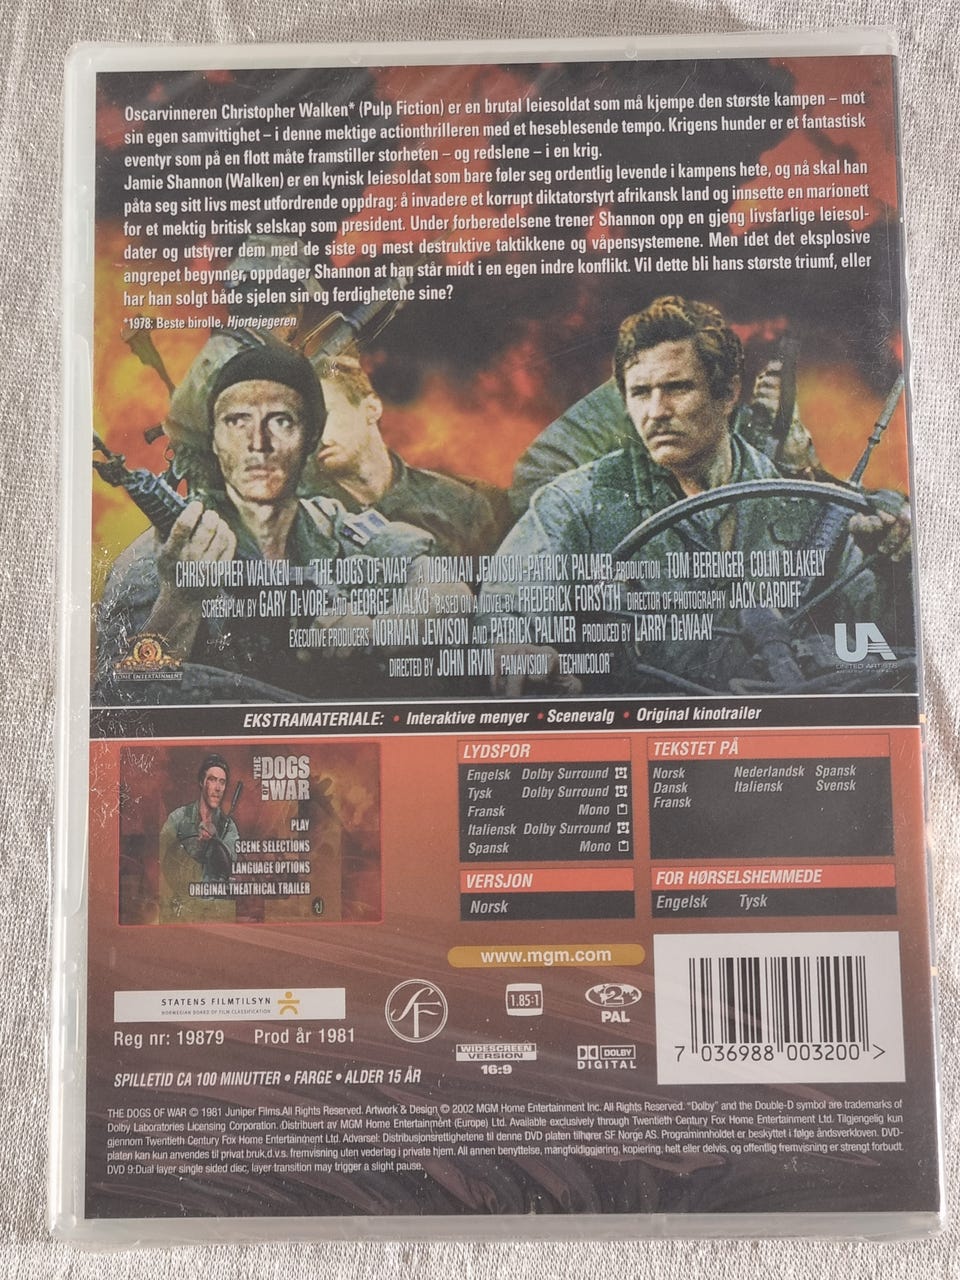 Oscarvinneren Christopher Walken* (Pulp Fiction) er en brutal leiesoldat som må kjempe den største kampen – mot
sin egen samvittighet – i denne mektige actionthrilleren med et heseblesende tempo. Krigens hunder er et fantastisk
eventyr som på en flott måte framstiller storheten – og redslene – i en krig.
Jamie Shannon (Walken) er en kynisk leiesoldat som bare føler seg ordentlig levende i kampens hete, og nå skal han
påta seg sitt livs mest utfordrende oppdrag: å invadere et korrupt diktatorstyrt afrikansk land og innsette en marionett
for et mektig britisk selskap som president. Under forberedelsene trener Shannon opp en gjeng livsfarlige leiesol-
dater og utstyrer dem med de siste og mest destruktive taktikkene og våpensystemene. Men idet det eksplosive
angrepet begynner, oppdager Shannon at han står midt i en egen indre konflikt. Vil dette bli hans største triumf, eller
har han solgt både sjelen sin og ferdighetene sine?
*1978: Beste birolle, Hjortejegeren
CHRISTOPHER WALKEN IN "THE DOGS OF WAR" A NORMAN JEWISON-PATRICK PALMER PRODUCTION TOM BERENGER COLIN BLAKELY
SCREENPLAY BY GARY DeVORE AND GEORGE MALKO BASED ON A NOVEL BY FREDERICK FORSYTH DIRECTOR OF PHOTOGRAPHY JACK CARDIFF
EXECUTIVE PRODUCERS NORMAN JEWISON AND PATRICK PALMER PRODUCED BY LARRY DeWAAY
DIRECTED BY JOHN IRVIN PANAVISION® TECHNICOLOR®
HOME ENTERTAINMENT
UA
UNITED ARTISTS
EKSTRAMATERIALE: • Interaktive menyer • Scenevalg • Original kinotrailer
THE DOGS OF WAR
PLAY
SCENE SELECTIONS
LANGUAGE OPTIONS
ORIGINAL THEATRICAL TRAILER
LYDSPOR
Engelsk Dolby Surround
Tysk Dolby Surround
Fransk Mono
Italiensk Dolby Surround
Spansk Mono
TEKSTET PÅ
Norsk Nederlandsk Spansk
Dansk Italiensk Svensk
Fransk
VERSJON
Norsk
FOR HØRSELSHEMMEDE
Engelsk Tysk
www.mgm.com
STATENS FILMTILSYN
NORWEGIAN BOARD OF FILM CLASSIFICATION
Reg nr: 19879 Prod år 1981
SF
1.85:1
2
PAL
WIDESCREEN
VERSION
16:9
DOLBY
DIGITAL
7 036988 003200 >
SPILLETID CA 100 MINUTTER • FARGE • ALDER 15 ÅR
THE DOGS OF WAR © 1981 Juniper Films.All Rights Reserved. Artwork & Design © 2002 MGM Home Entertainment Inc. All Rights Reserved. "Dolby" and the Double-D symbol are trademarks of
Dolby Laboratories Licensing Corporation. Distribuert av MGM Home Entertainment (Europe) Ltd. Available exclusively through Twentieth Century Fox Home Entertainment Ltd. Tilgjengelig kun
gjennom Twentieth Century Fox Home Entertainment Ltd. Advarsel: Distribusjonsrettighetene til denne DVD platen tilhører SF Norge AS. Programinnholdet er beskyttet i følge åndsverkloven. DVD-
platen kan kun anvendes til privat bruk,d.v.s. fremvisning uten vederlag i private hjem. All annen benyttelse, mangfoldiggjøring, kopiering, helt eller delvis, og offentlig fremvisning er strengt forbudt.
DVD 9:Dual layer single sided disc, layer transition may trigger a slight pause.